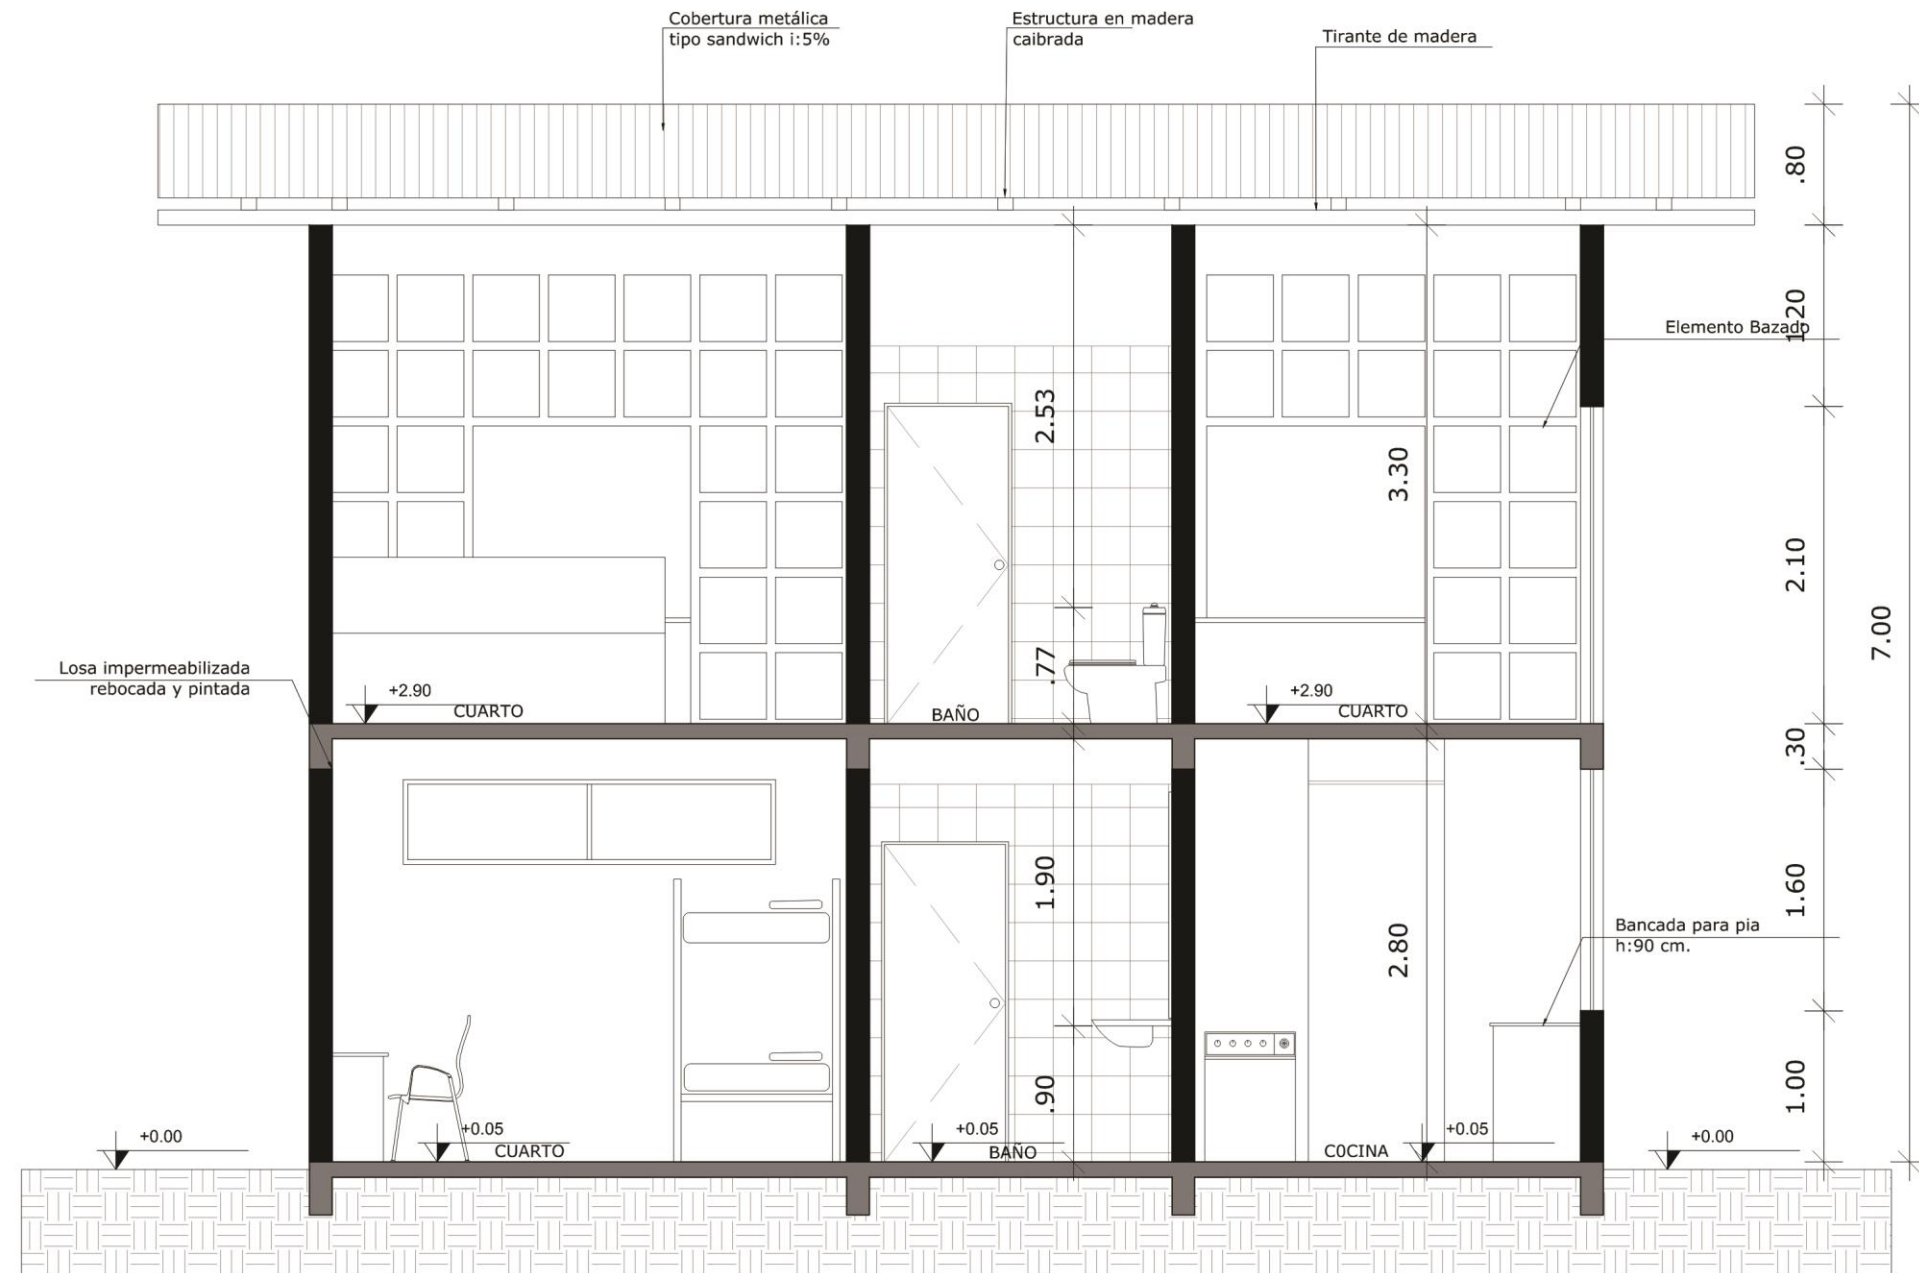 Cobertura metálica
tipo sandwich i:5%
Estructura en madera
caibrada
Tirante de madera
.80
1.20
Elemento Bazado
2.53
3.30
2.10
7.00
.77
Losa impermeabilizada
rebocada y pintada
+2.90
CUARTO
BAÑO
+2.90
CUARTO
.30
1.90
1.60
2.80
Bancada para pia
h:90 cm.
.90
1.00
+0.00
+0.05
CUARTO
+0.05
BAÑO
COCINA
+0.05
+0.00